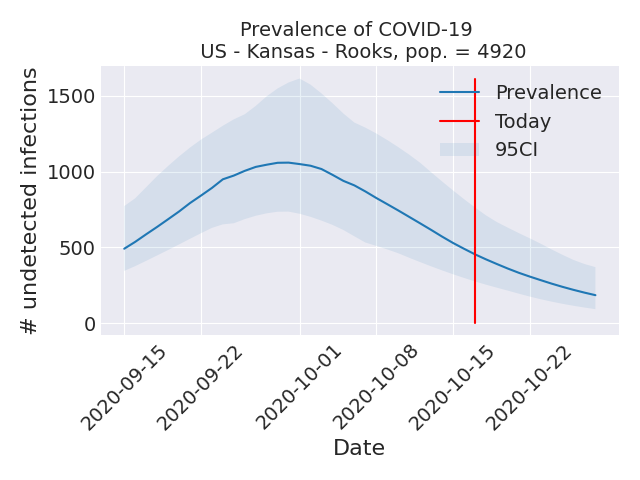 Prevalence of COVID-19
US - Kansas - Rooks, pop. = 4920
# undetected infections
1500
1000
500
0
Prevalence
Today
95CI
2020-09-15
2020-09-22
2020-10-01
2020-10-08
2020-10-15
2020-10-22
Date